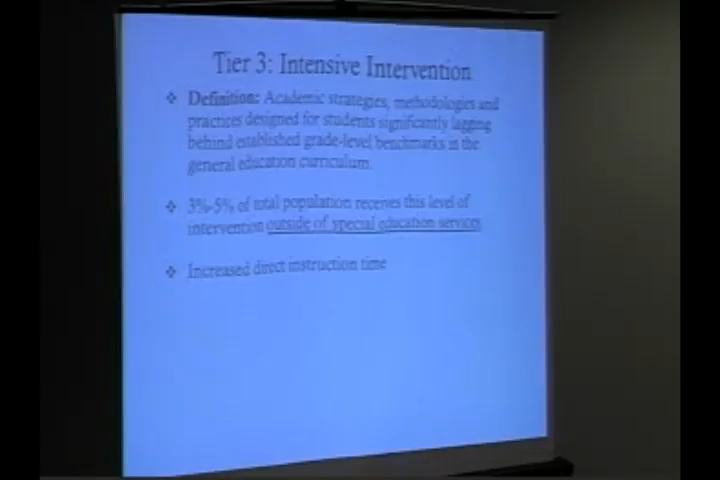 Tier 3: Intensive Intervention
❖ Definition: Academic strategies, methodologies and
practices designed for students significantly lagging
behind established grade-level benchmarks in the
general education curriculum.
❖ 3%-5% of total population receives this level of
intervention outside of special education services
❖ Increased direct instruction time